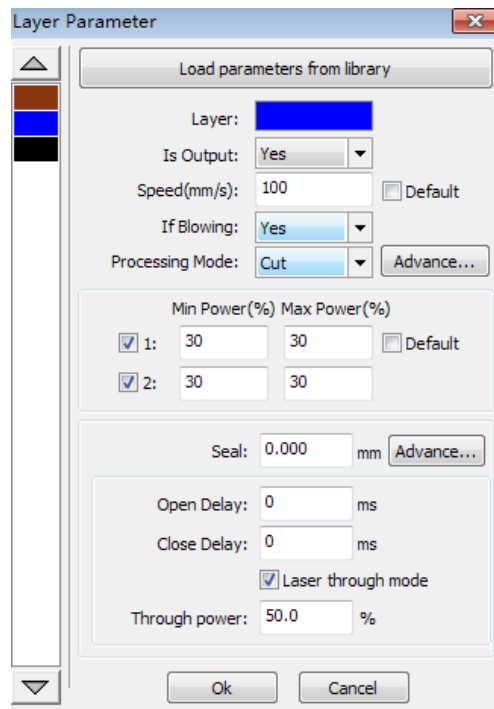 Layer Parameter
Load parameters from library
Layer:
Is Output: Yes
Speed(mm/s): 100 Default
If Blowing: Yes
Processing Mode: Cut Advance...
Min Power(%) Max Power(%)
1: 30 30 Default
2: 30 30
Seal: 0.000 mm Advance...
Open Delay: 0 ms
Close Delay: 0 ms
Laser through mode
Through power: 50.0 %
Ok Cancel